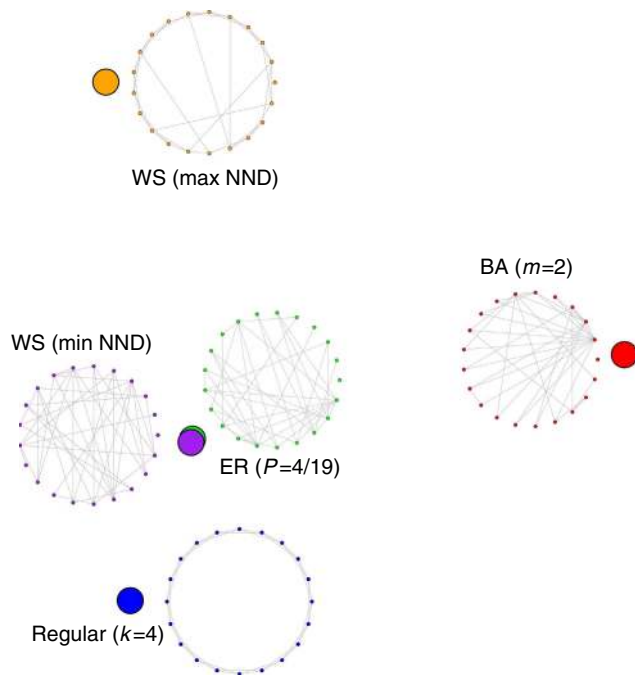 WS (max NND)
BA (m=2)
WS (min NND)
ER (P=4/19)
Regular (k=4)